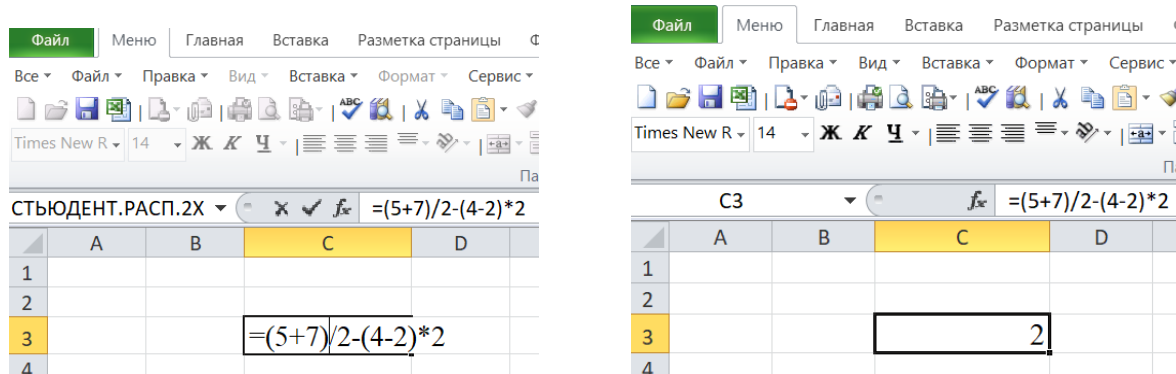 Файл Меню Главная Вставка Разметка страницы Ф
Все Файл Правка Вид Вставка Формат Сервис
ABC
Times New R 14 Ж К Ч a
Па
СТЬЮДЕНТ.РАСП.2Х fx =(5+7)/2-(4-2)*2
A B C D
1
2
3 =(5+7)/2-(4-2)*2
4
Файл Меню Главная Вставка Разметка страницы
Все Файл Правка Вид Вставка Формат Сервис
ABC
Times New R 14 Ж К Ч a
C3 fx =(5+7)/2-(4-2)*2
A B C D
1
2
3 2
4